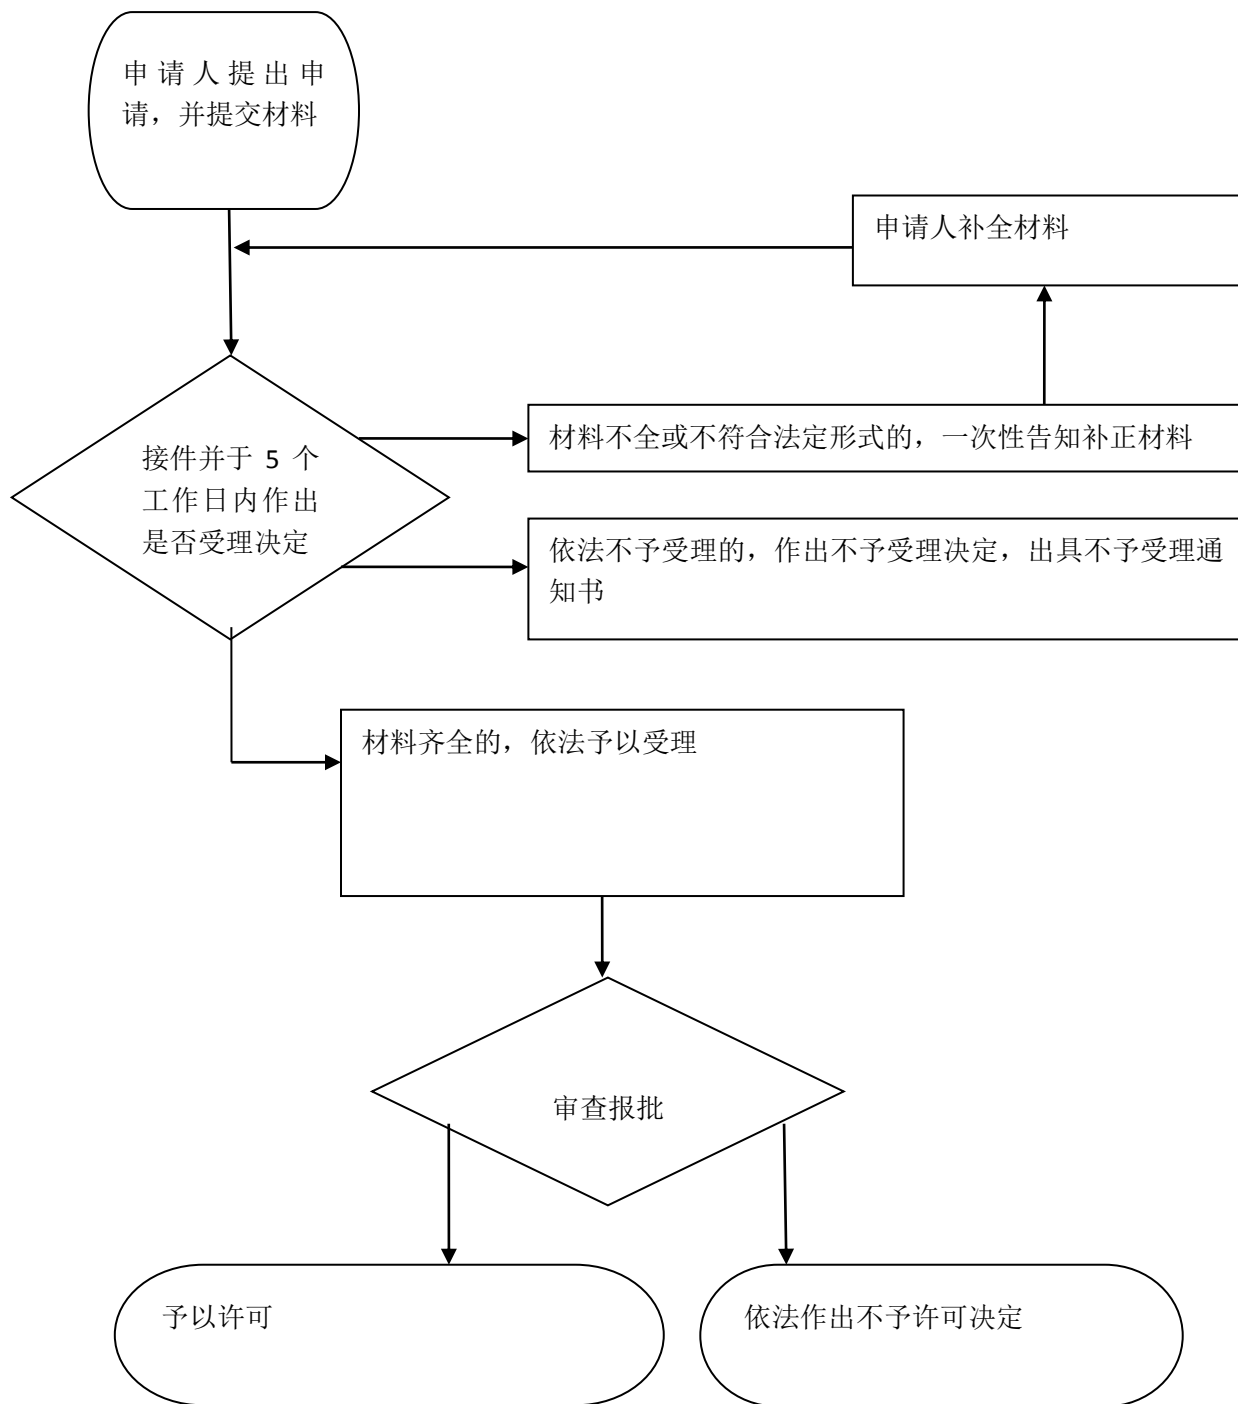 申请人提出申
请，并提交材料
申请人补全材料
材料不全或不符合法定形式的，一次性告知补正材料
接件并于 5 个
工作日内作出
是否受理决定
依法不予受理的，作出不予受理决定，出具不予受理通
知书
材料齐全的，依法予以受理
审查报批
予以许可
依法作出不予许可决定